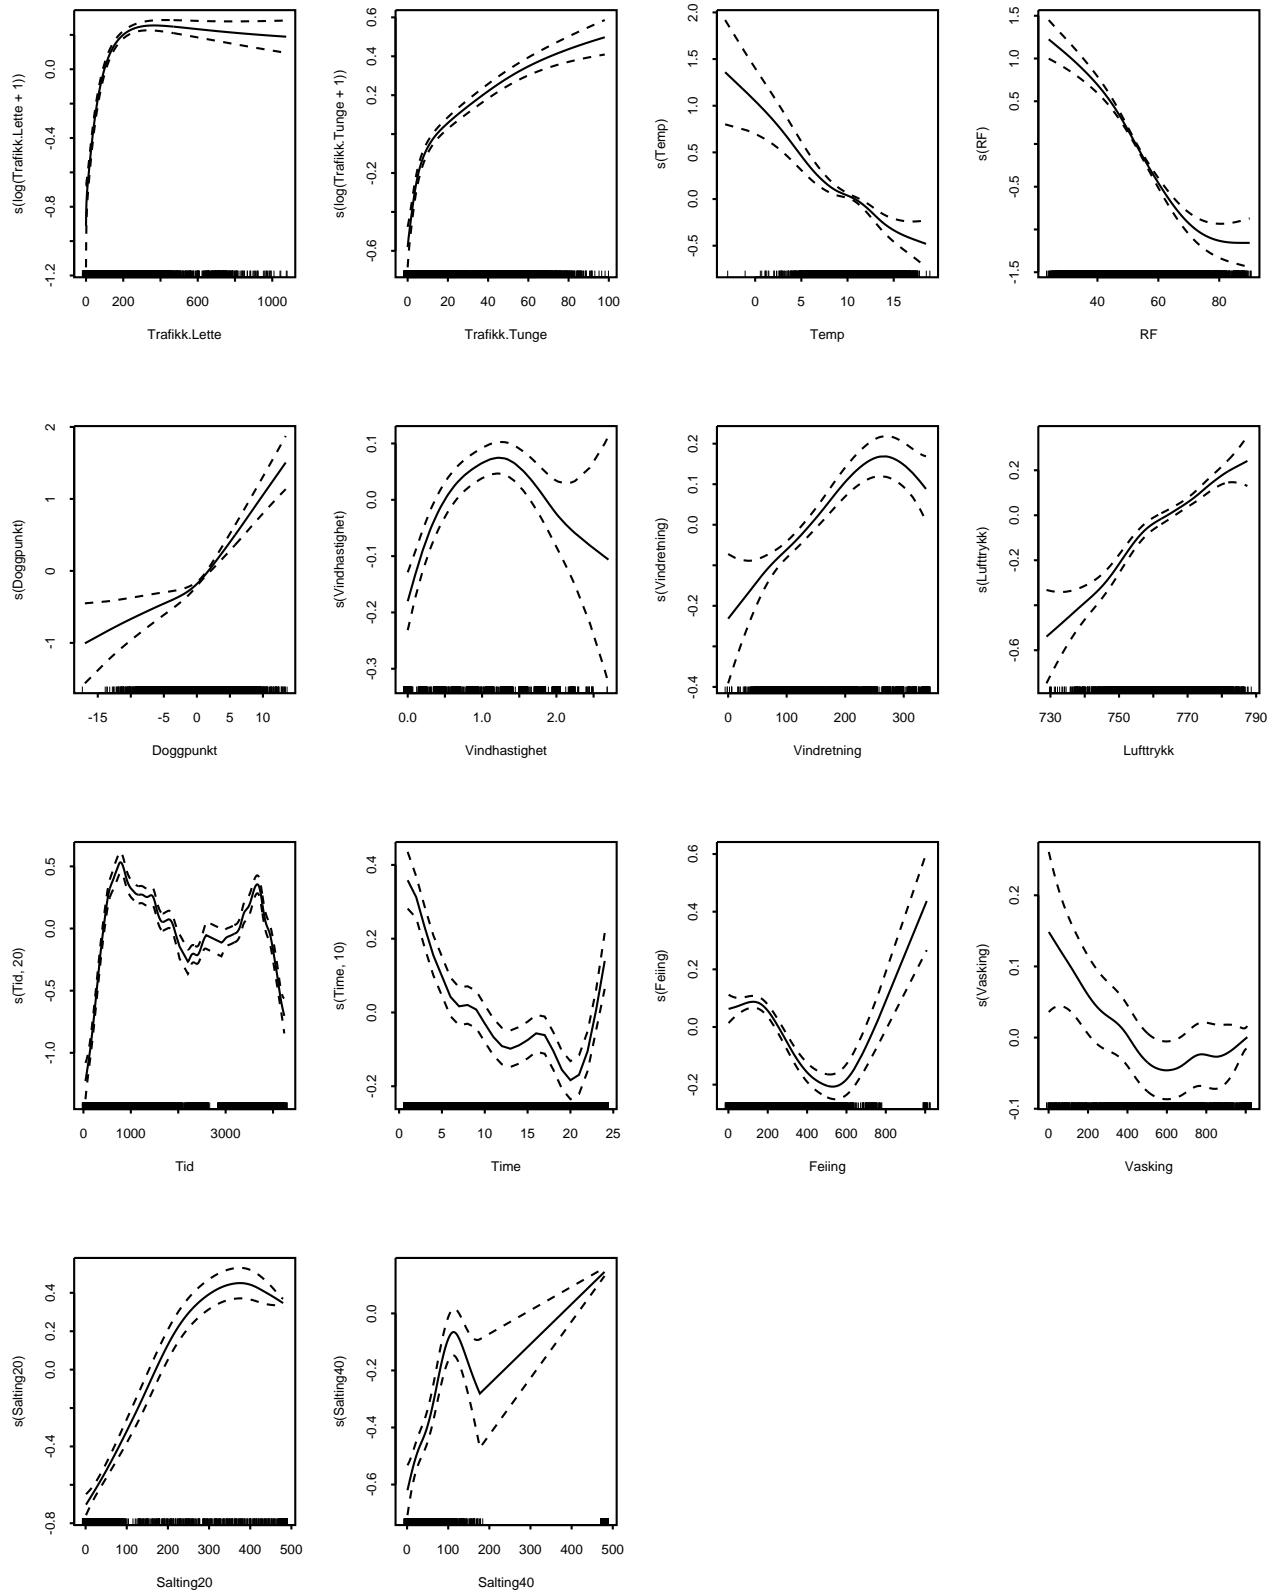 s(log(Trafikk.Lette + 1))
0.0
-0.4
-0.8
-1.2
0 200 600 1000
Trafikk.Lette
s(log(Trafikk.Tunge + 1))
0.6
0.4
0.2
-0.2
-0.6
0 20 40 60 80 100
Trafikk.Tunge
s(Temp)
2.0
1.5
1.0
0.5
0.0
-0.5
0 5 10 15
Temp
s(RF)
1.5
1.0
0.5
-0.5
-1.5
40 60 80
RF
s(Doggpunkt)
2
1
0
-1
-15 -5 0 5 10
Doggpunkt
s(Vindhastighet)
0.1
0.0
-0.1
-0.2
-0.3
0.0 1.0 2.0
Vindhastighet
s(Vindretning)
0.2
0.1
0.0
-0.2
-0.4
0 100 200 300
Vindretning
s(Lufttrykk)
0.2
0.0
-0.2
-0.6
730 750 770 790
Lufttrykk
s(Tid, 20)
0.5
0.0
-0.5
-1.0
0 1000 3000
Tid
s(Time, 10)
0.4
0.2
0.0
-0.2
0 5 10 15 20 25
Time
s(Feiing)
0.6
0.4
0.2
0.0
-0.2
0 200 400 600 800
Feiing
s(Vasking)
0.2
0.1
0.0
-0.1
0 200 400 600 800
Vasking
s(Salting20)
0.4
0.2
0.0
-0.4
-0.8
0 100 200 300 400 500
Salting20
s(Salting40)
0.0
-0.2
-0.4
-0.6
0 100 200 300 400 500
Salting40